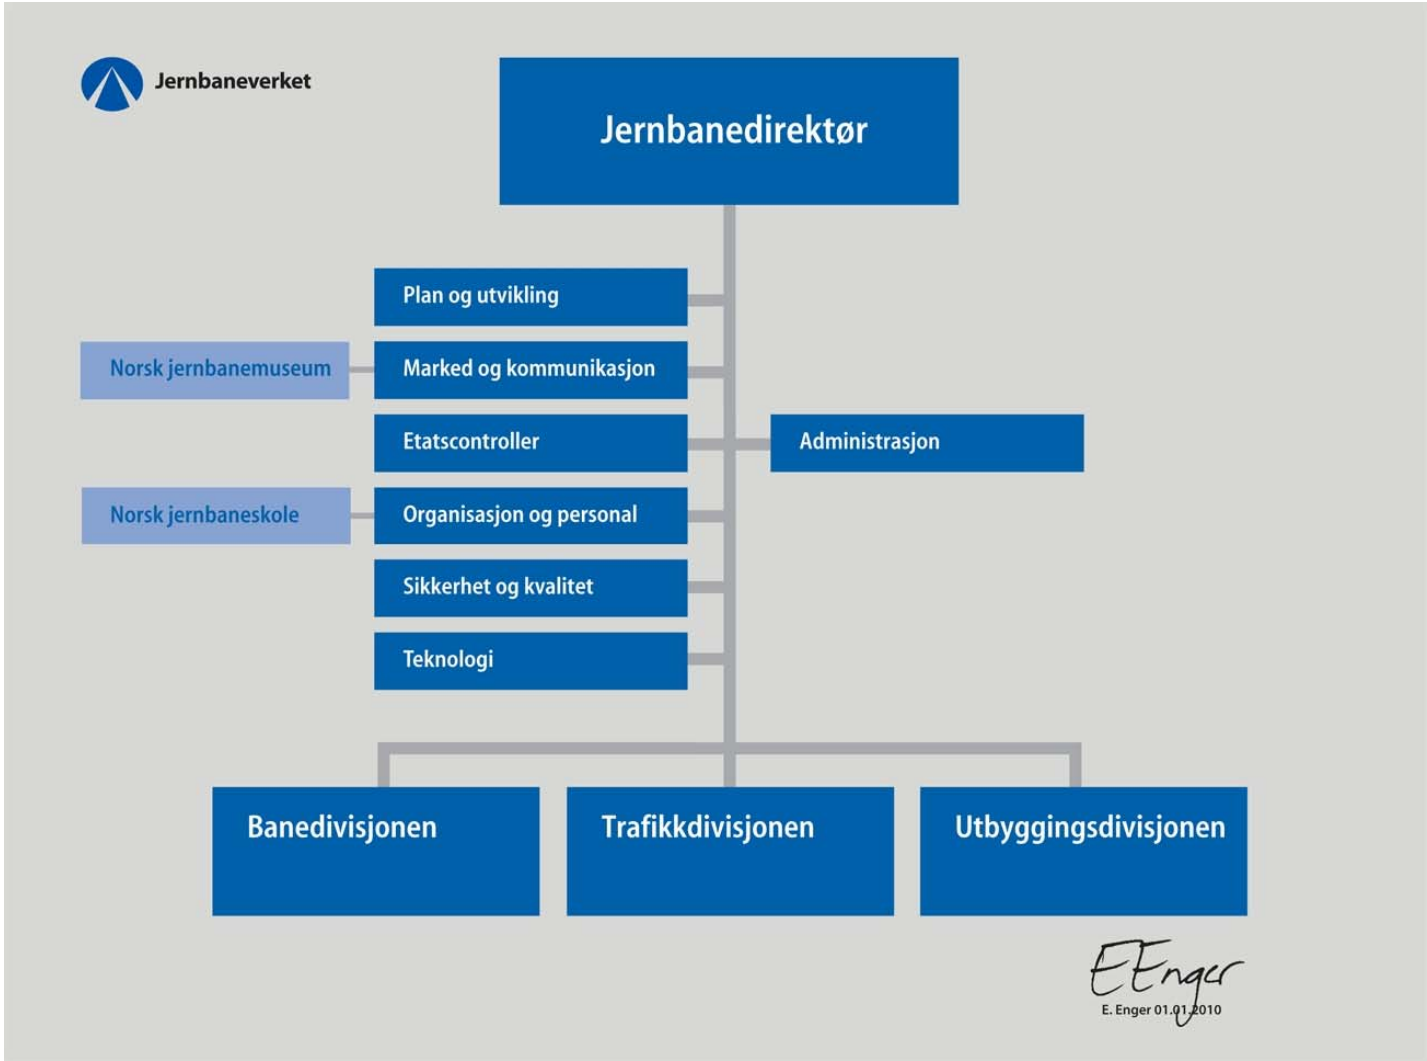 Jernbaneverket
Jernbanedirektør
Plan og utvikling
Norsk jernbanemuseum
Marked og kommunikasjon
Etatscontroller
Administrasjon
Norsk jernbaneskole
Organisasjon og personal
Sikkerhet og kvalitet
Teknologi
Banedivisjonen
Trafikkdivisjonen
Utbyggingsdivisjonen
E Enger
E. Enger 01.01.2010